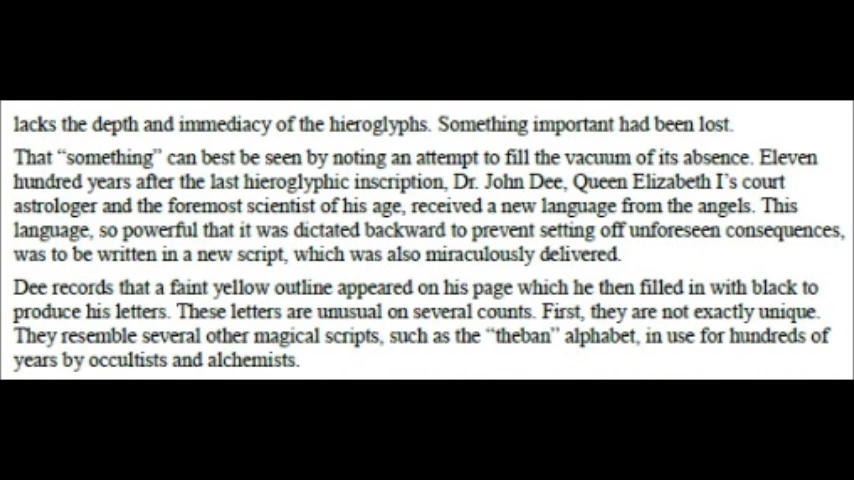 lacks the depth and immediacy of the hieroglyphs. Something important had been lost.
That “something” can best be seen by noting an attempt to fill the vacuum of its absence. Eleven
hundred years after the last hieroglyphic inscription, Dr. John Dee, Queen Elizabeth I’s court
astrologer and the foremost scientist of his age, received a new language from the angels. This
language, so powerful that it was dictated backward to prevent setting off unforeseen consequences,
was to be written in a new script, which was also miraculously delivered.
Dee records that a faint yellow outline appeared on his page which he then filled in with black to
produce his letters. These letters are unusual on several counts. First, they are not exactly unique.
They resemble several other magical scripts, such as the “theban” alphabet, in use for hundreds of
years by occultists and alchemists.